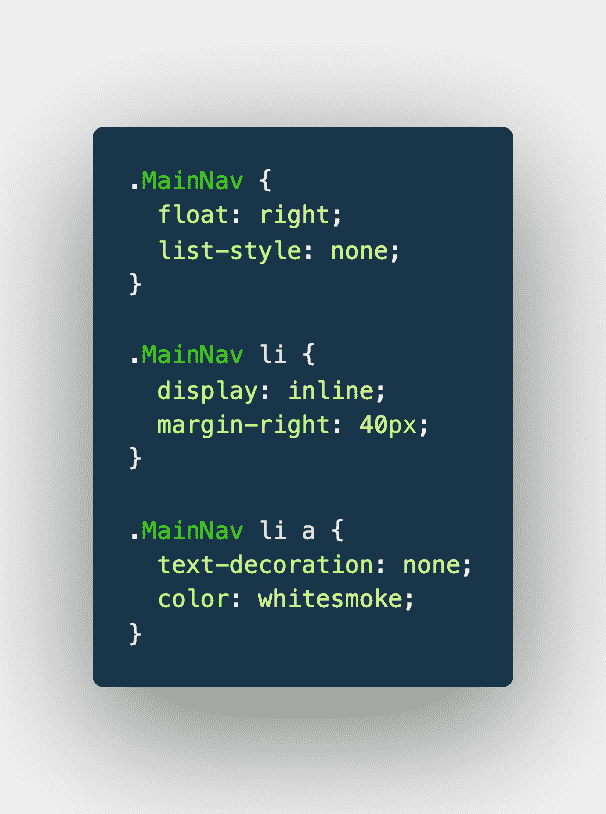 .MainNav {
  float: right;
  list-style: none;
}

.MainNav li {
  display: inline;
  margin-right: 40px;
}

.MainNav li a {
  text-decoration: none;
  color: whitesmoke;
}